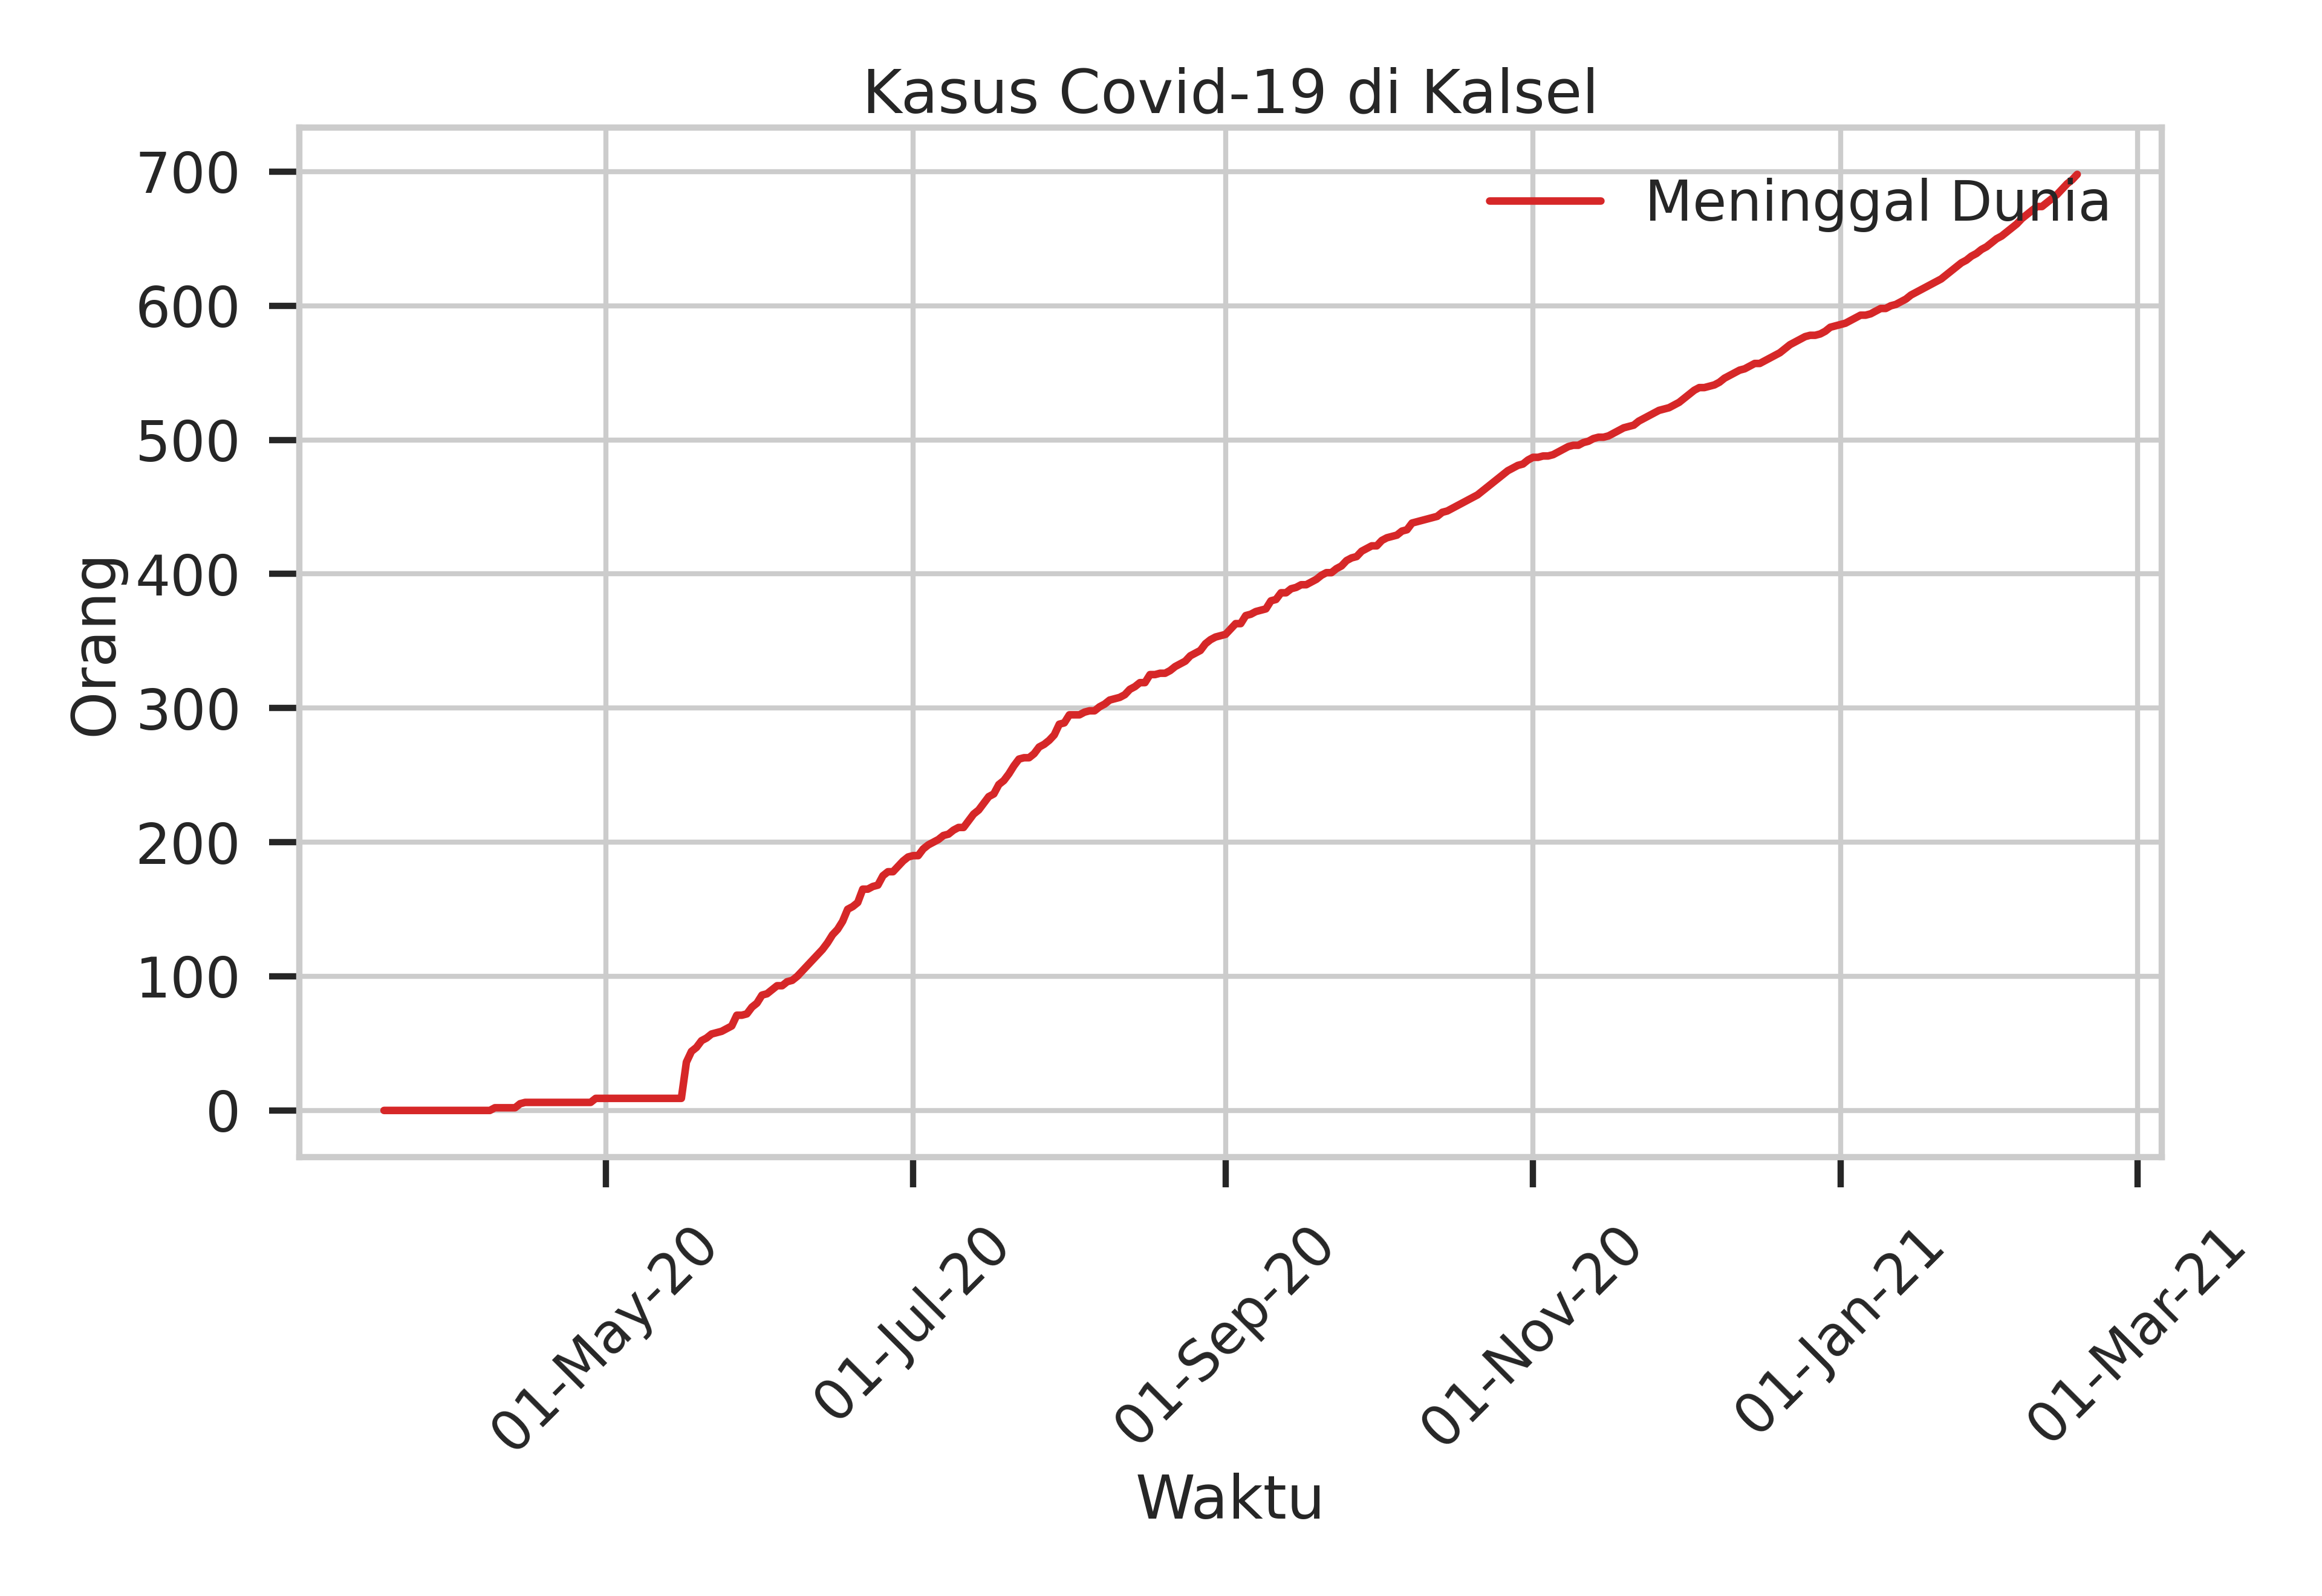 Kasus Covid-19 di Kalsel
Meninggal Dunia
Orang
700
600
500
400
300
200
100
0
01-May-20
01-Jul-20
01-Sep-20
01-Nov-20
01-Jan-21
01-Mar-21
Waktu